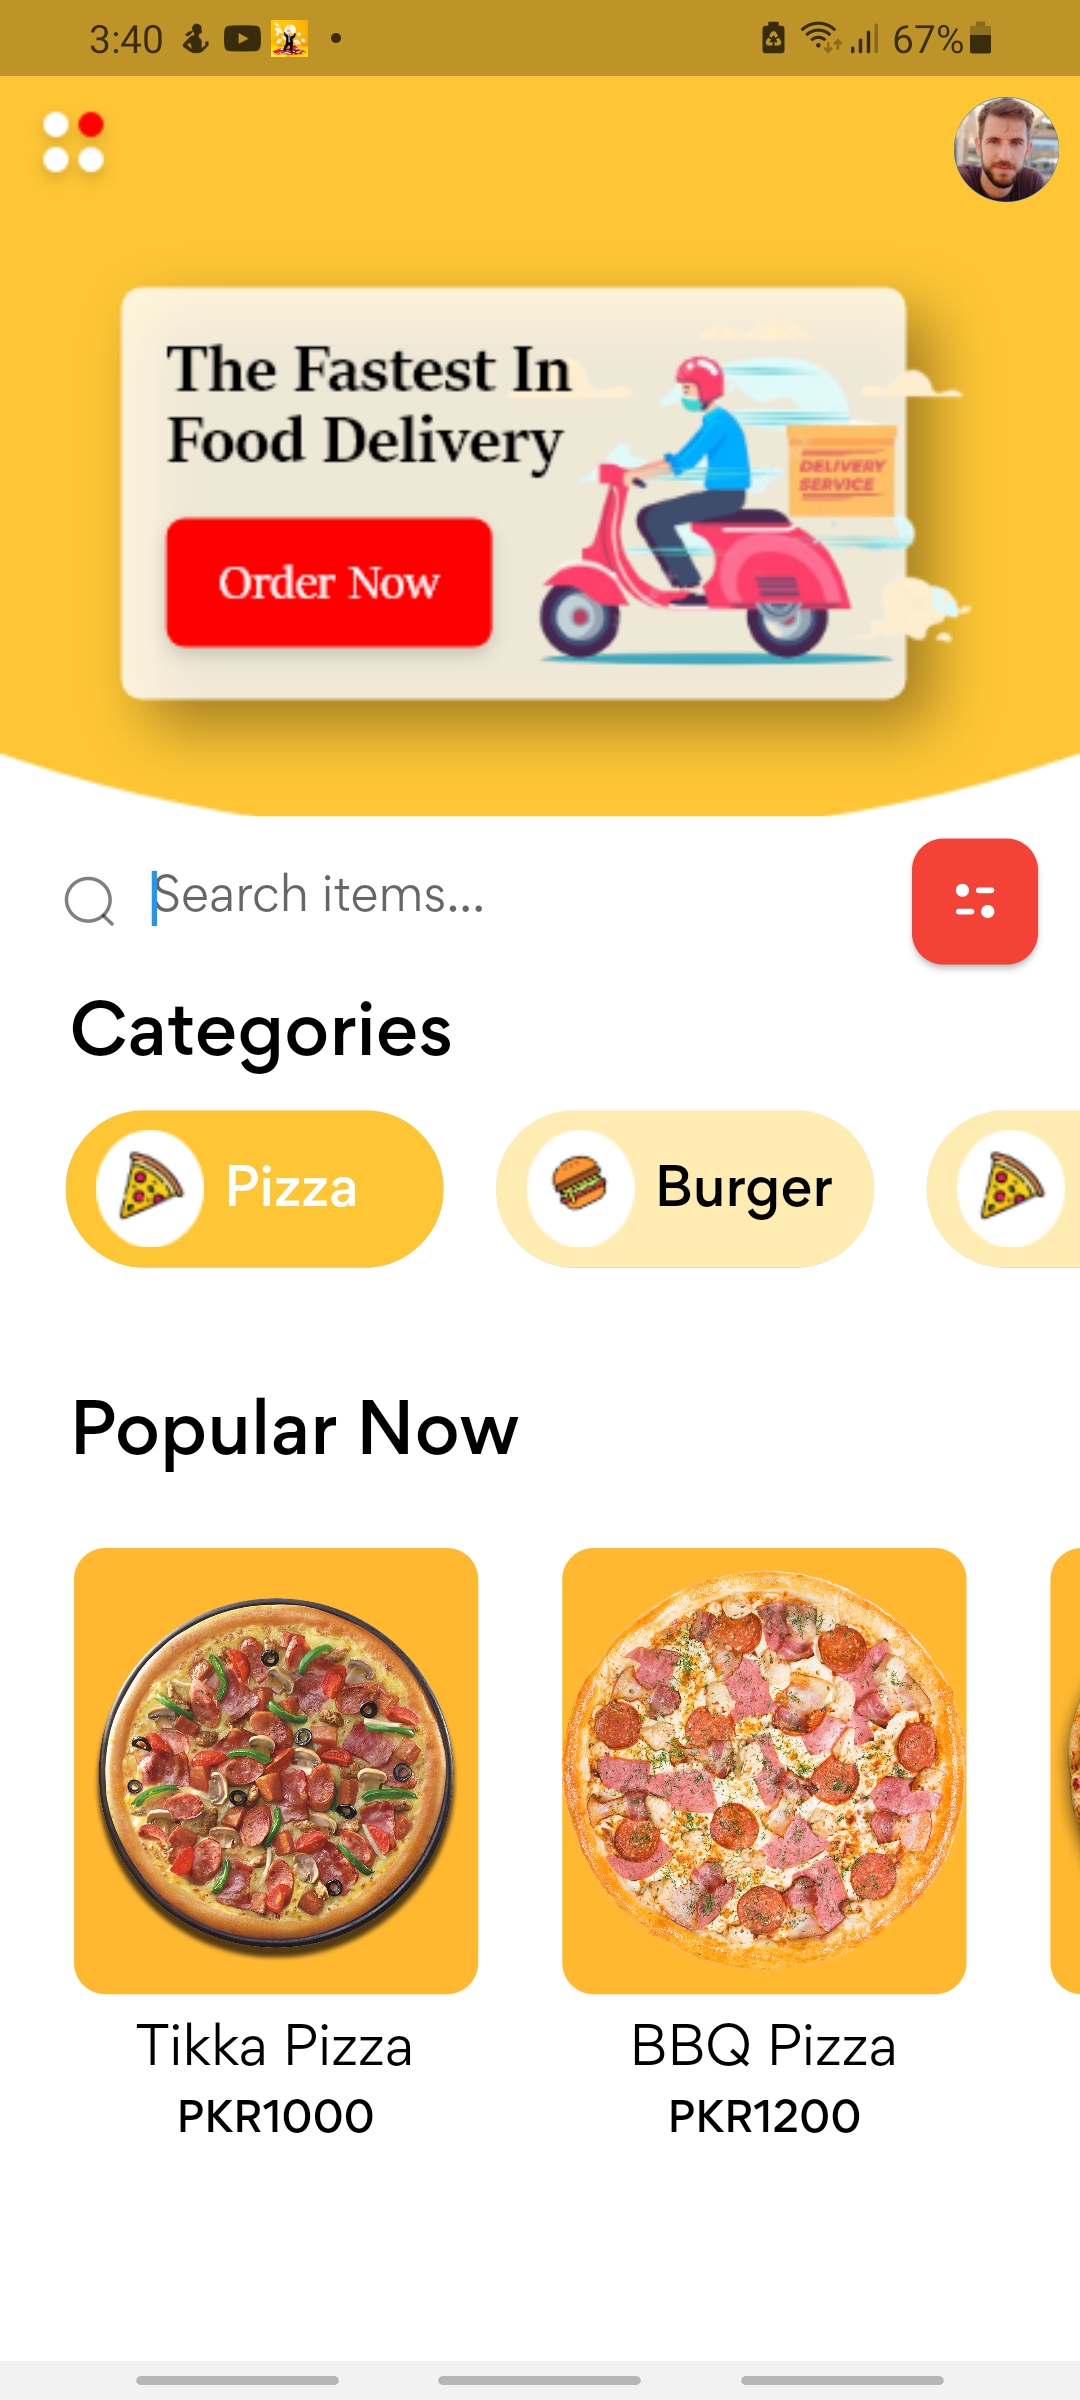 3:40 67%
The Fastest In
Food Delivery
DELIVERY
SERVICE
Order Now
Search items...
Categories
Pizza Burger
Popular Now
Tikka Pizza BBQ Pizza
PKR1000 PKR1200